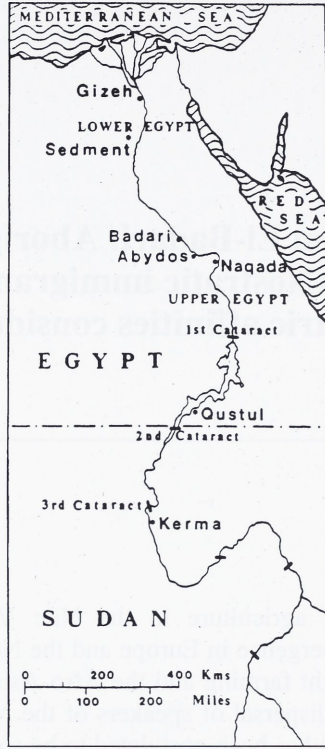 MEDITERRANEAN SEA
Gizeh
LOWER EGYPT
Sedment
RED
SEA
Badari
Abydos
Naqada
UPPER EGYPT
1st Cataract
EGYPT
Qustul
2nd Cataract
3rd Cataract
Kerma
SUDAN
0 200 400 Kms
0 100 200 Miles